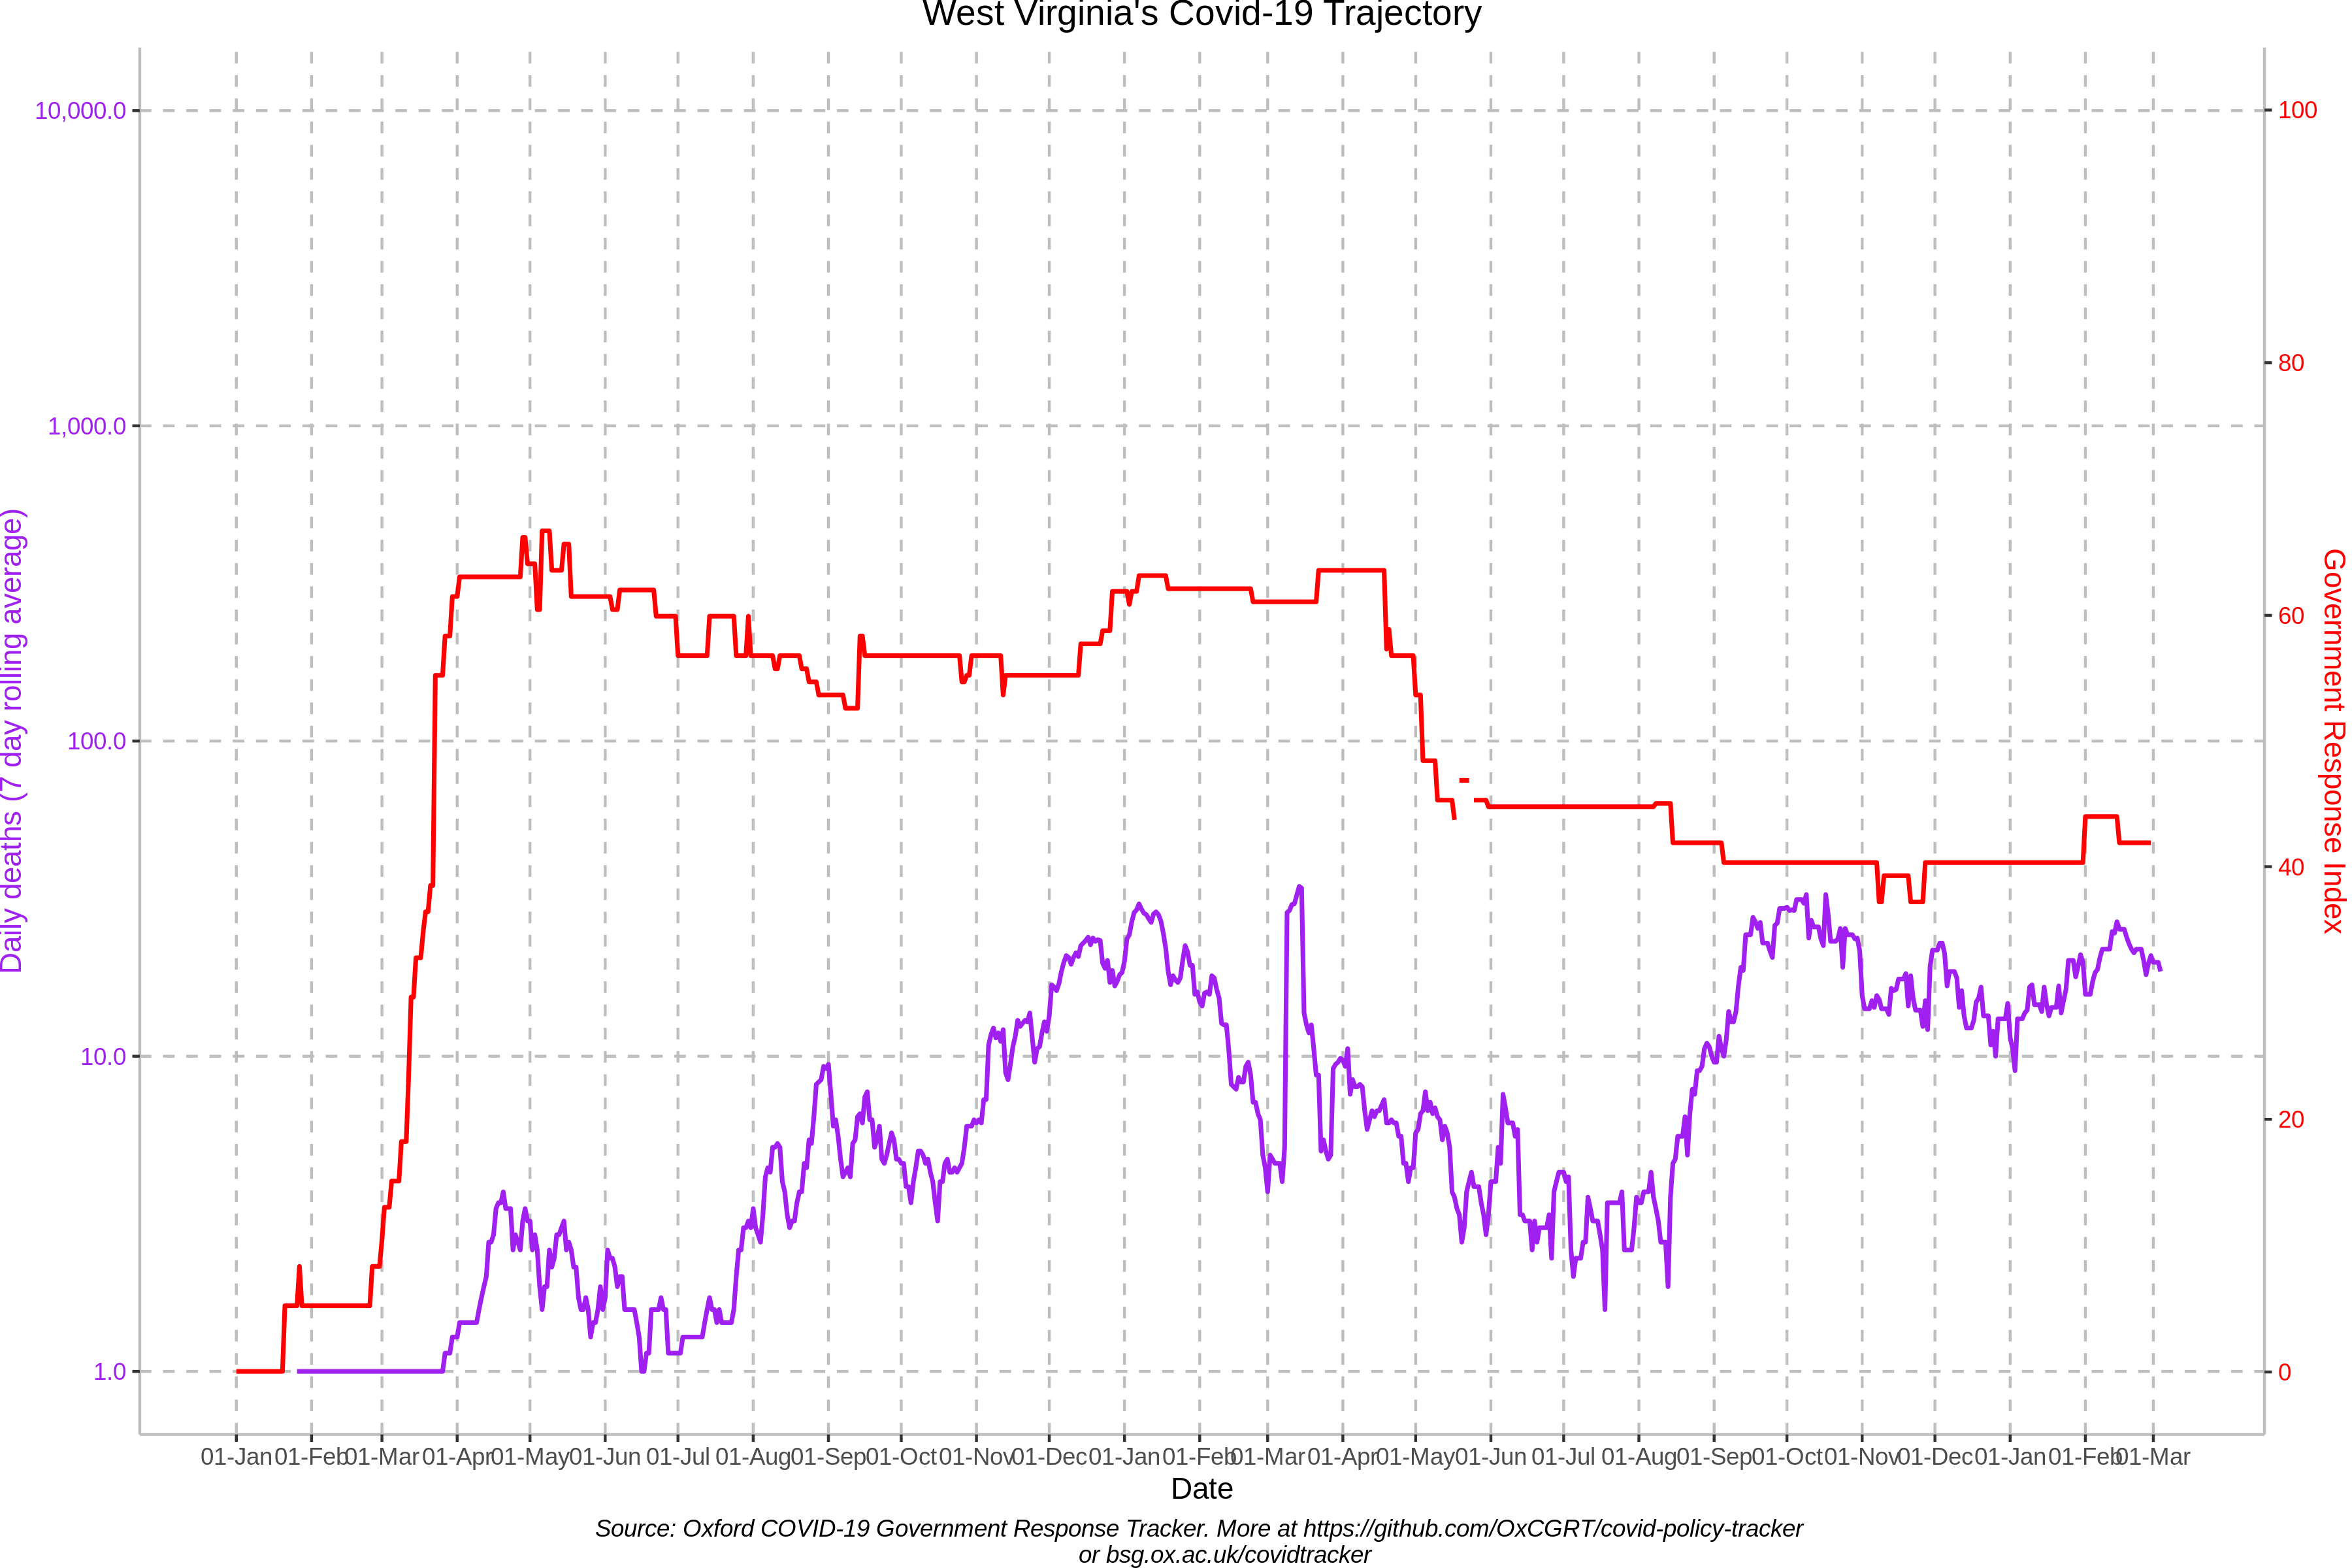 West Virginia's Covid-19 Trajectory
10,000.0
1,000.0
100.0
10.0
1.0
Daily deaths (7 day rolling average)
100
80
60
40
20
0
Government Response Index
01-Jan 01-Feb 01-Mar 01-Apr 01-May 01-Jun 01-Jul 01-Aug 01-Sep 01-Oct 01-Nov 01-Dec 01-Jan 01-Feb 01-Mar 01-Apr 01-May 01-Jun 01-Jul 01-Aug 01-Sep 01-Oct 01-Nov 01-Dec 01-Jan 01-Feb 01-Mar
Date
Source: Oxford COVID-19 Government Response Tracker. More at https://github.com/OxCGRT/covid-policy-tracker
or bsg.ox.ac.uk/covidtracker